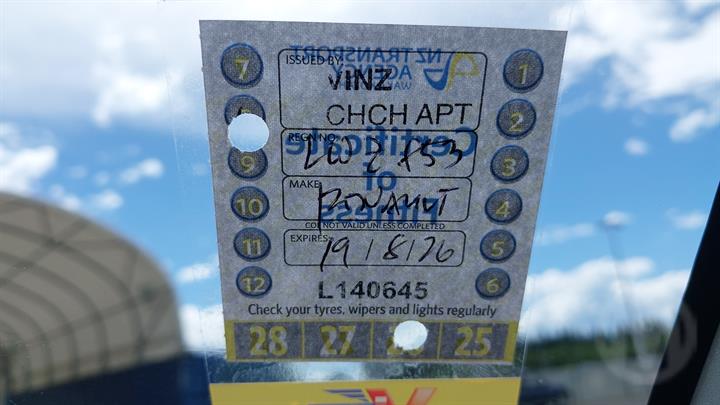 7
ISSUED BY:
VINZ
CHCH APT
NZ TRANSPORT
AGENCY
1
2
9
REGN NO.
Certificate
3
10
MAKE
of
Fitness
4
COF NOT VALID UNLESS COMPLETED
11
EXPIRES:
19/8/26
5
12
L140645
6
Check your tyres, wipers and lights regularly
28 27 25